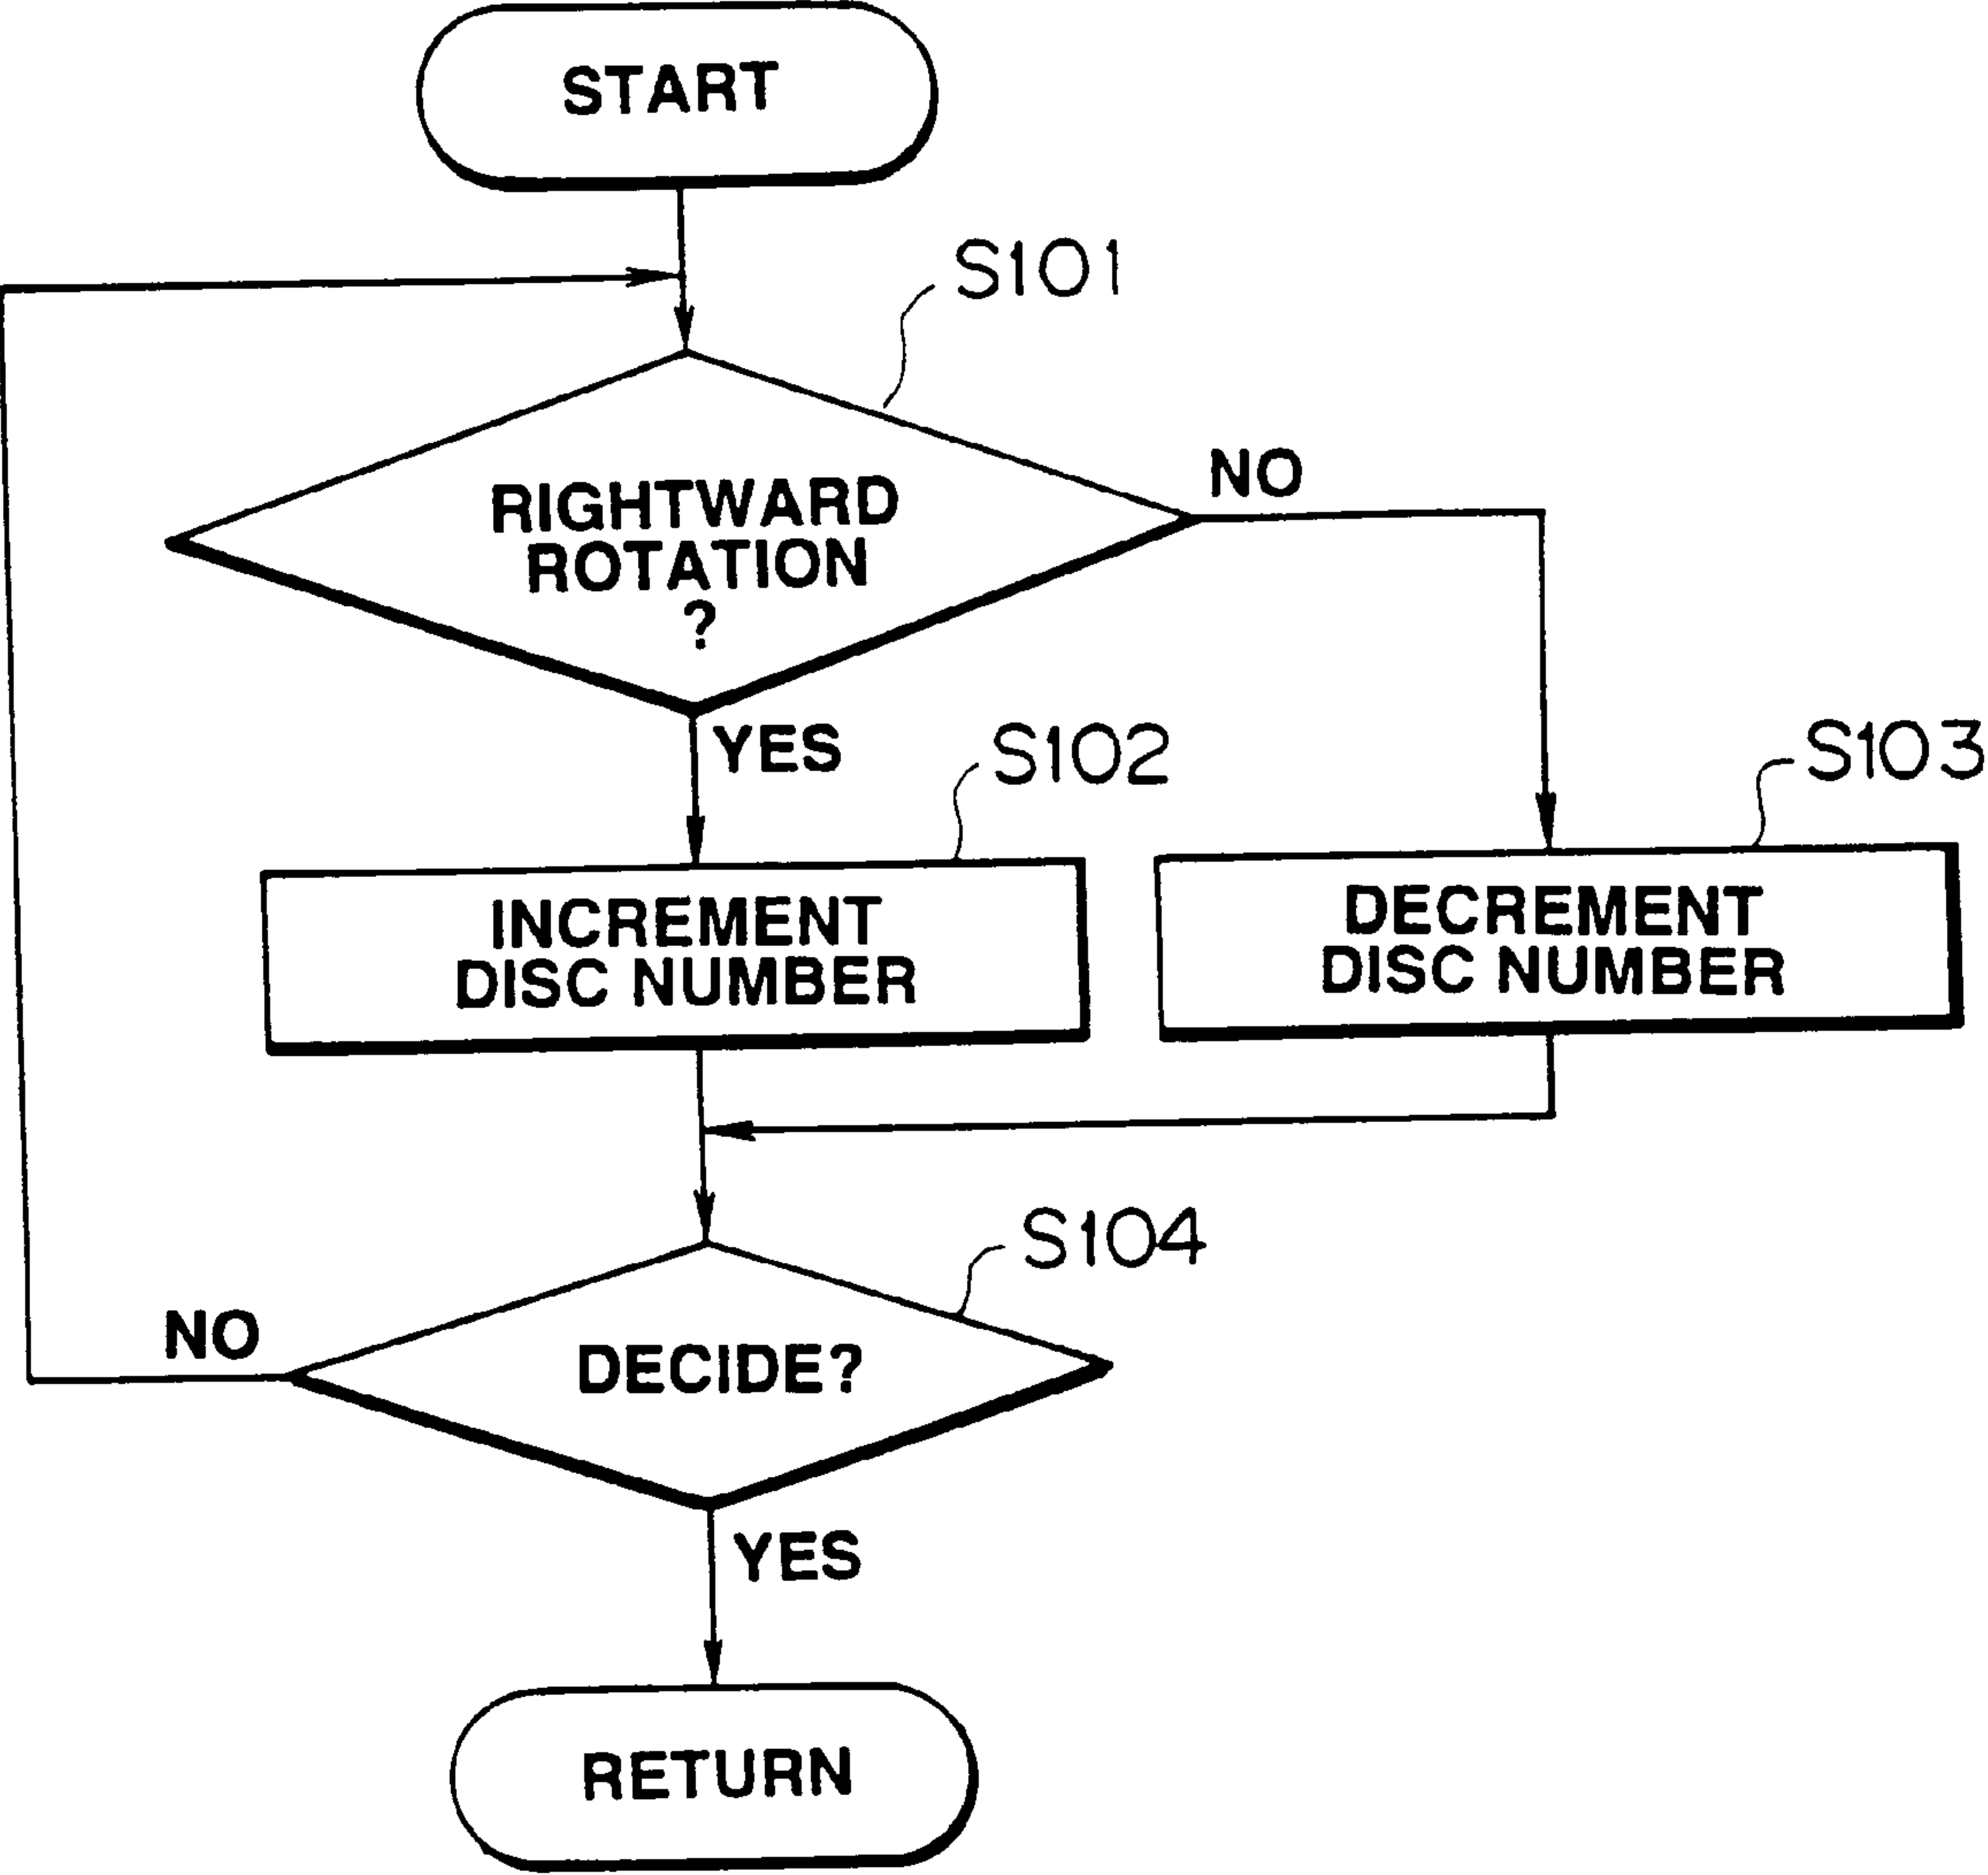 START
S101
RIGHTWARD
ROTATION
?
NO
YES
S102
S103
INCREMENT
DISC NUMBER
DECREMENT
DISC NUMBER
S104
DECIDE?
NO
YES
RETURN